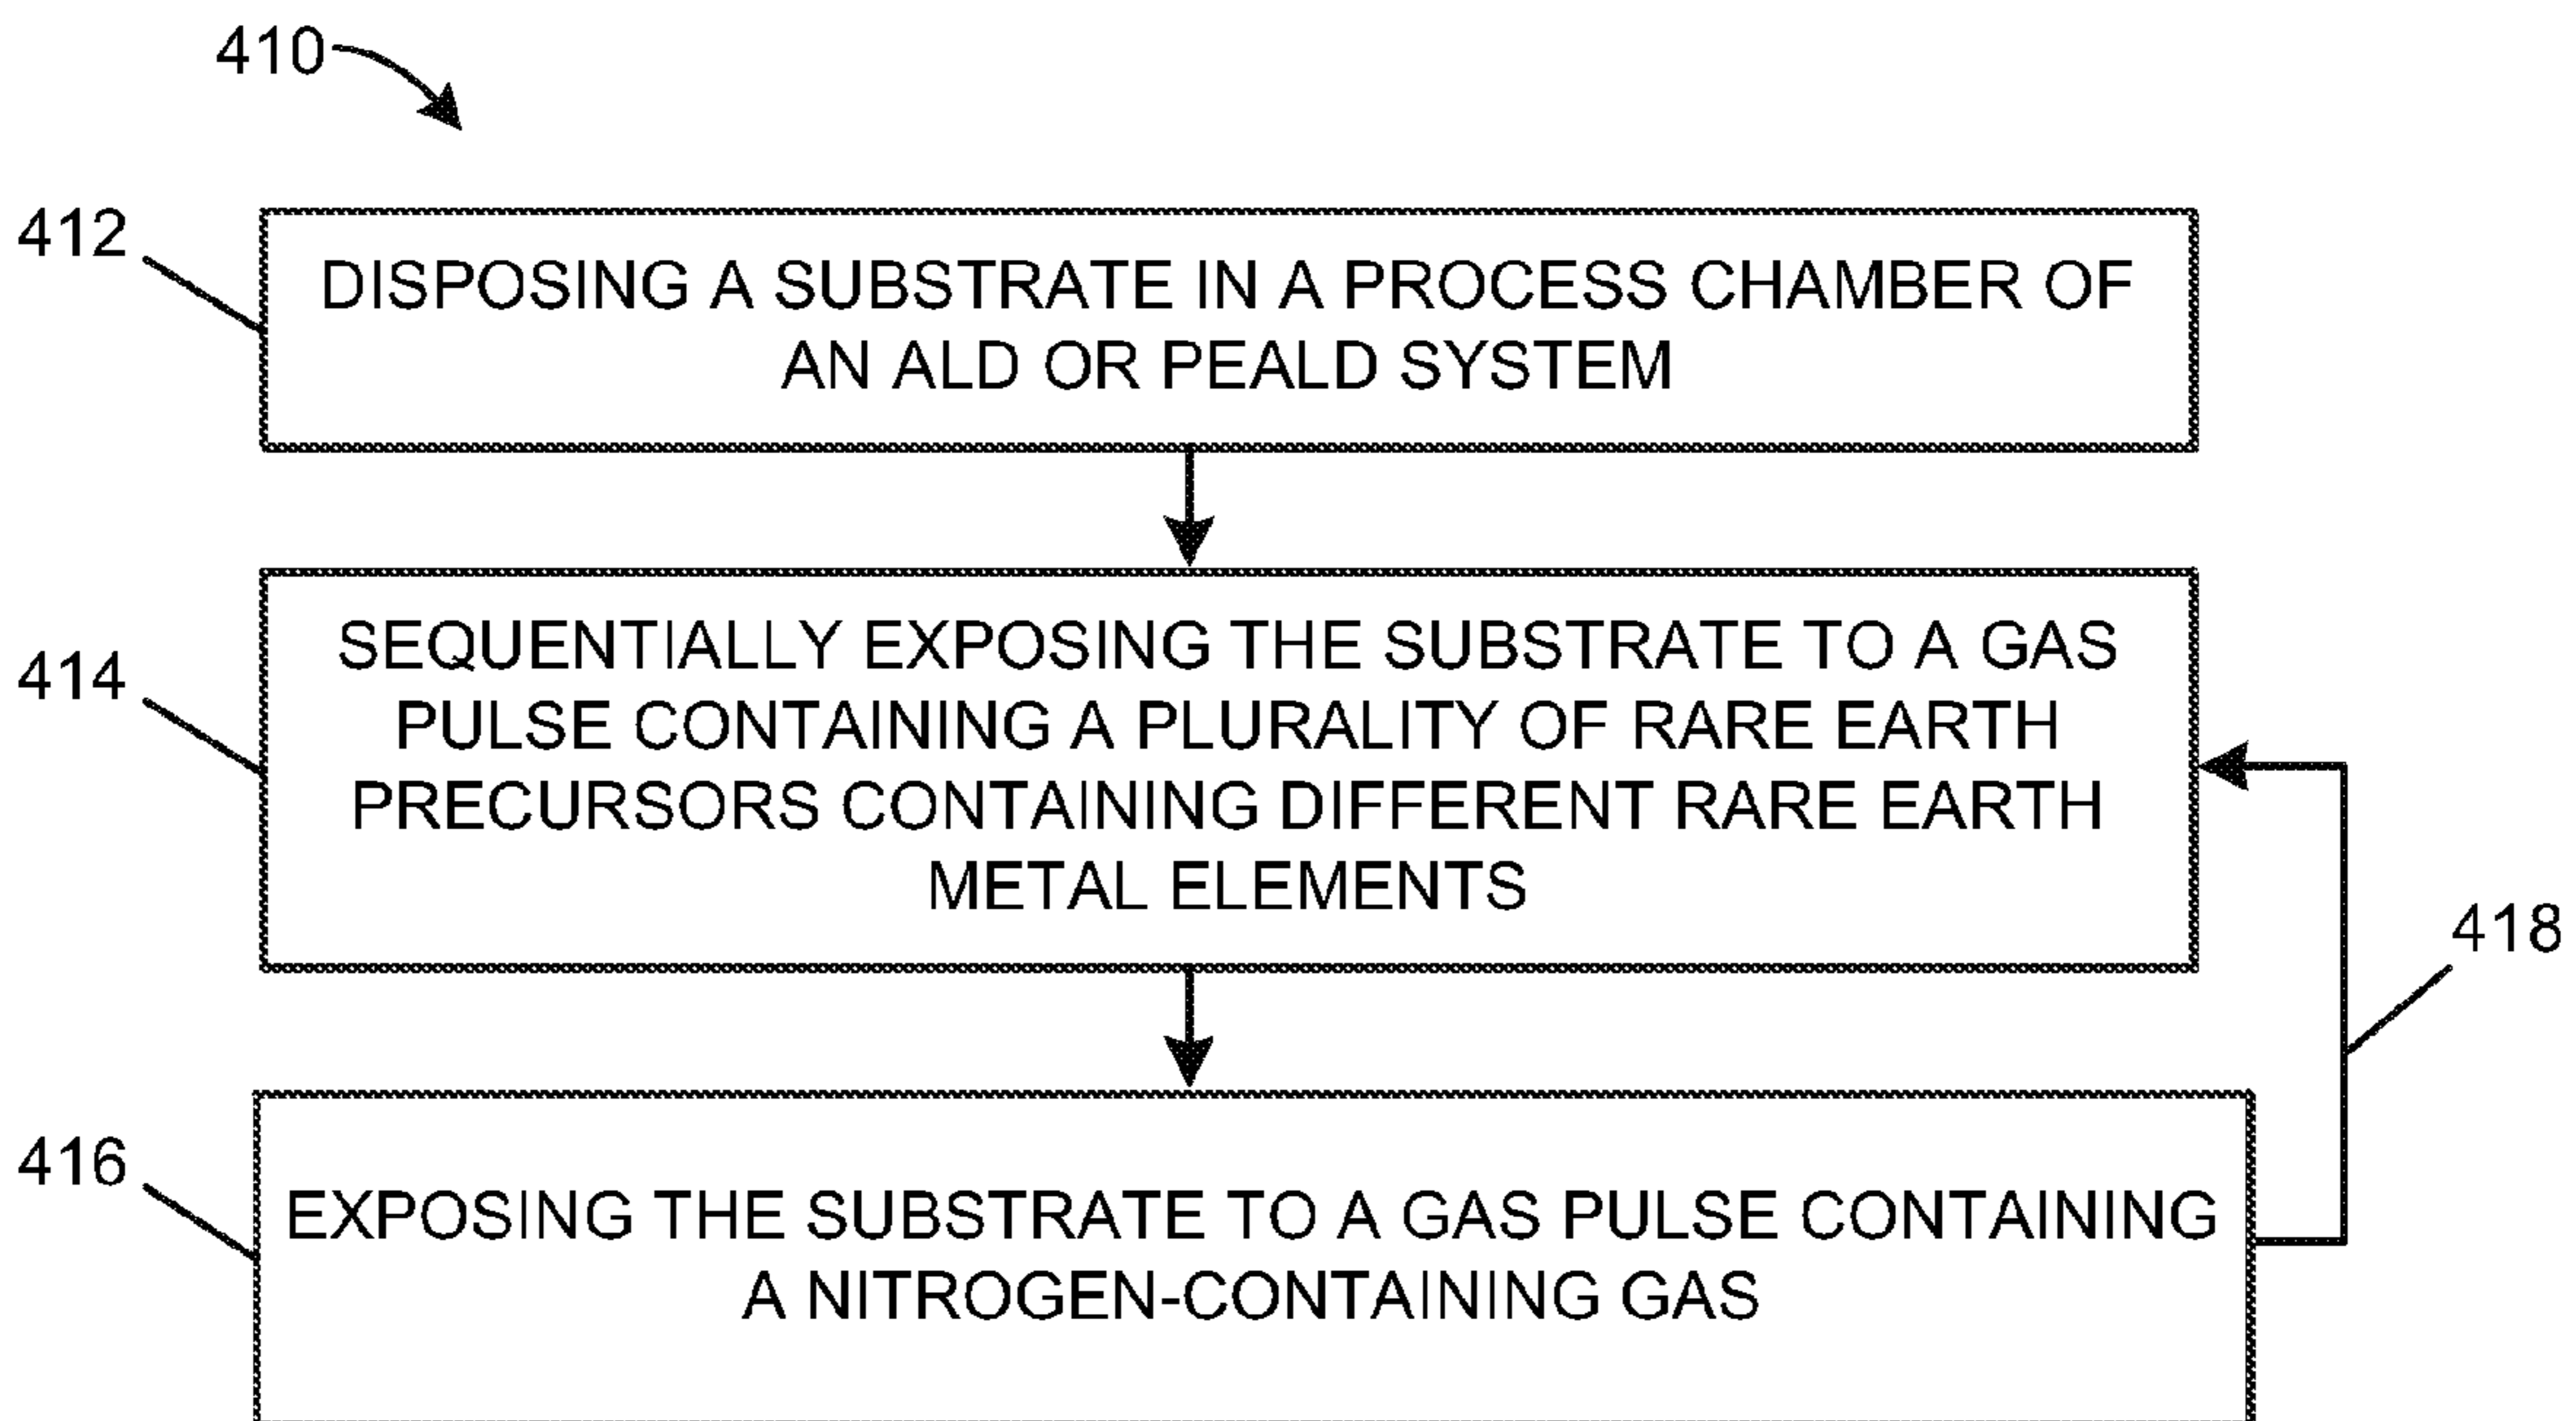 410
412
DISPOSING A SUBSTRATE IN A PROCESS CHAMBER OF
AN ALD OR PEALD SYSTEM
414
SEQUENTIALLY EXPOSING THE SUBSTRATE TO A GAS
PULSE CONTAINING A PLURALITY OF RARE EARTH
PRECURSORS CONTAINING DIFFERENT RARE EARTH
METAL ELEMENTS
418
416
EXPOSING THE SUBSTRATE TO A GAS PULSE CONTAINING
A NITROGEN-CONTAINING GAS